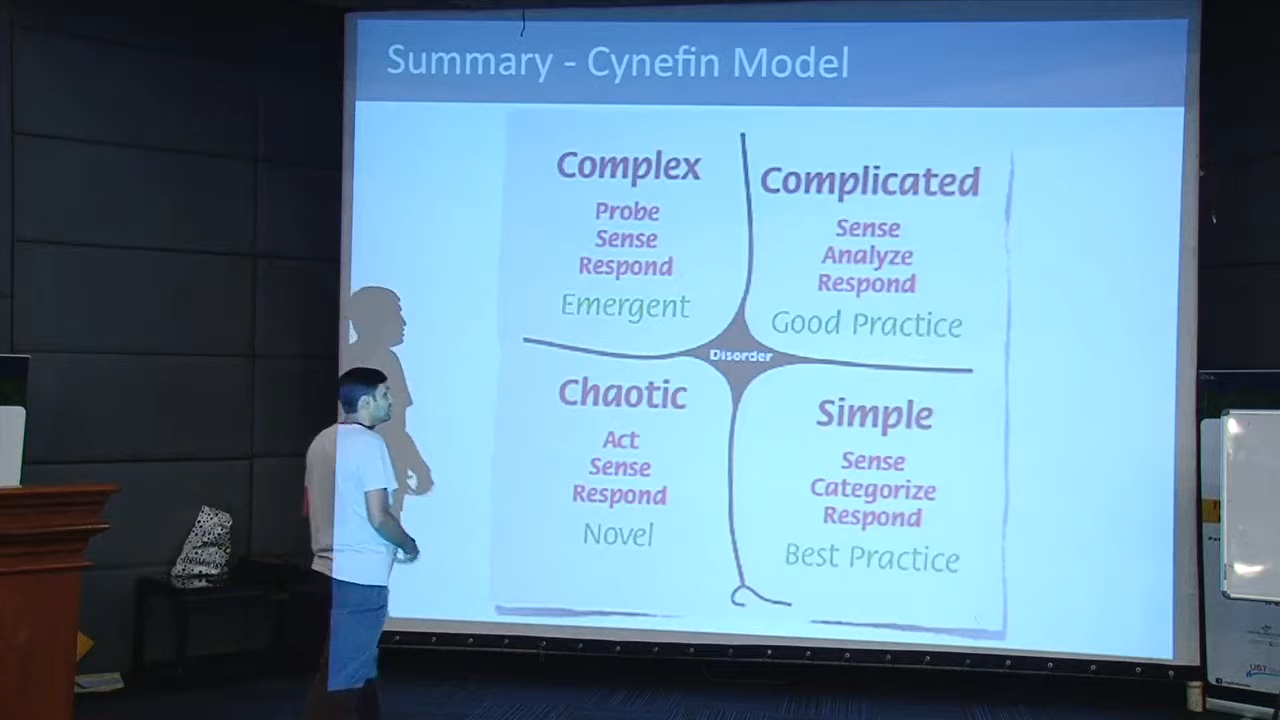 Summary - Cynefin Model
Complex
Probe
Sense
Respond
Emergent
Complicated
Sense
Analyze
Respond
Good Practice
Disorder
Chaotic
Act
Sense
Respond
Novel
Simple
Sense
Categorize
Respond
Best Practice
UST